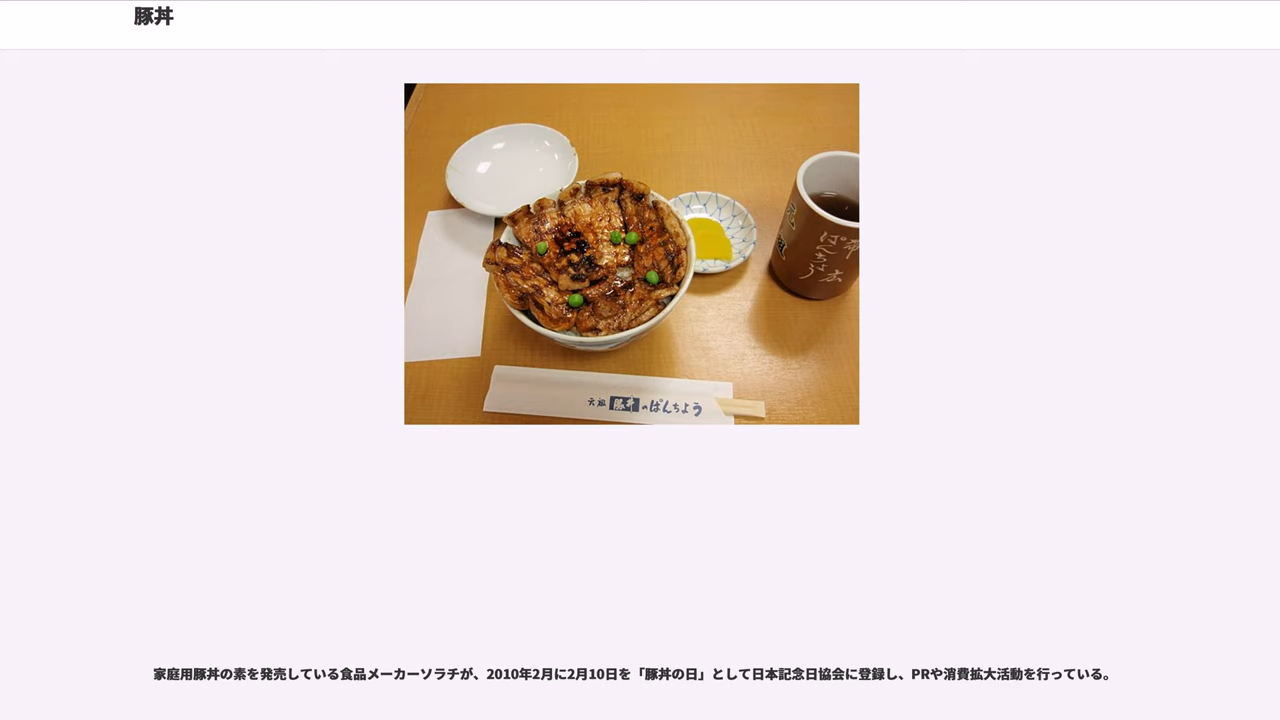 豚丼
帯広
ぱんちょう
元祖 豚丼 のぱんちょう
家庭用豚丼の素を発売している食品メーカーソラチが、2010年2月に2月10日を「豚丼の日」として日本記念日協会に登録し、PRや消費拡大活動を行っている。